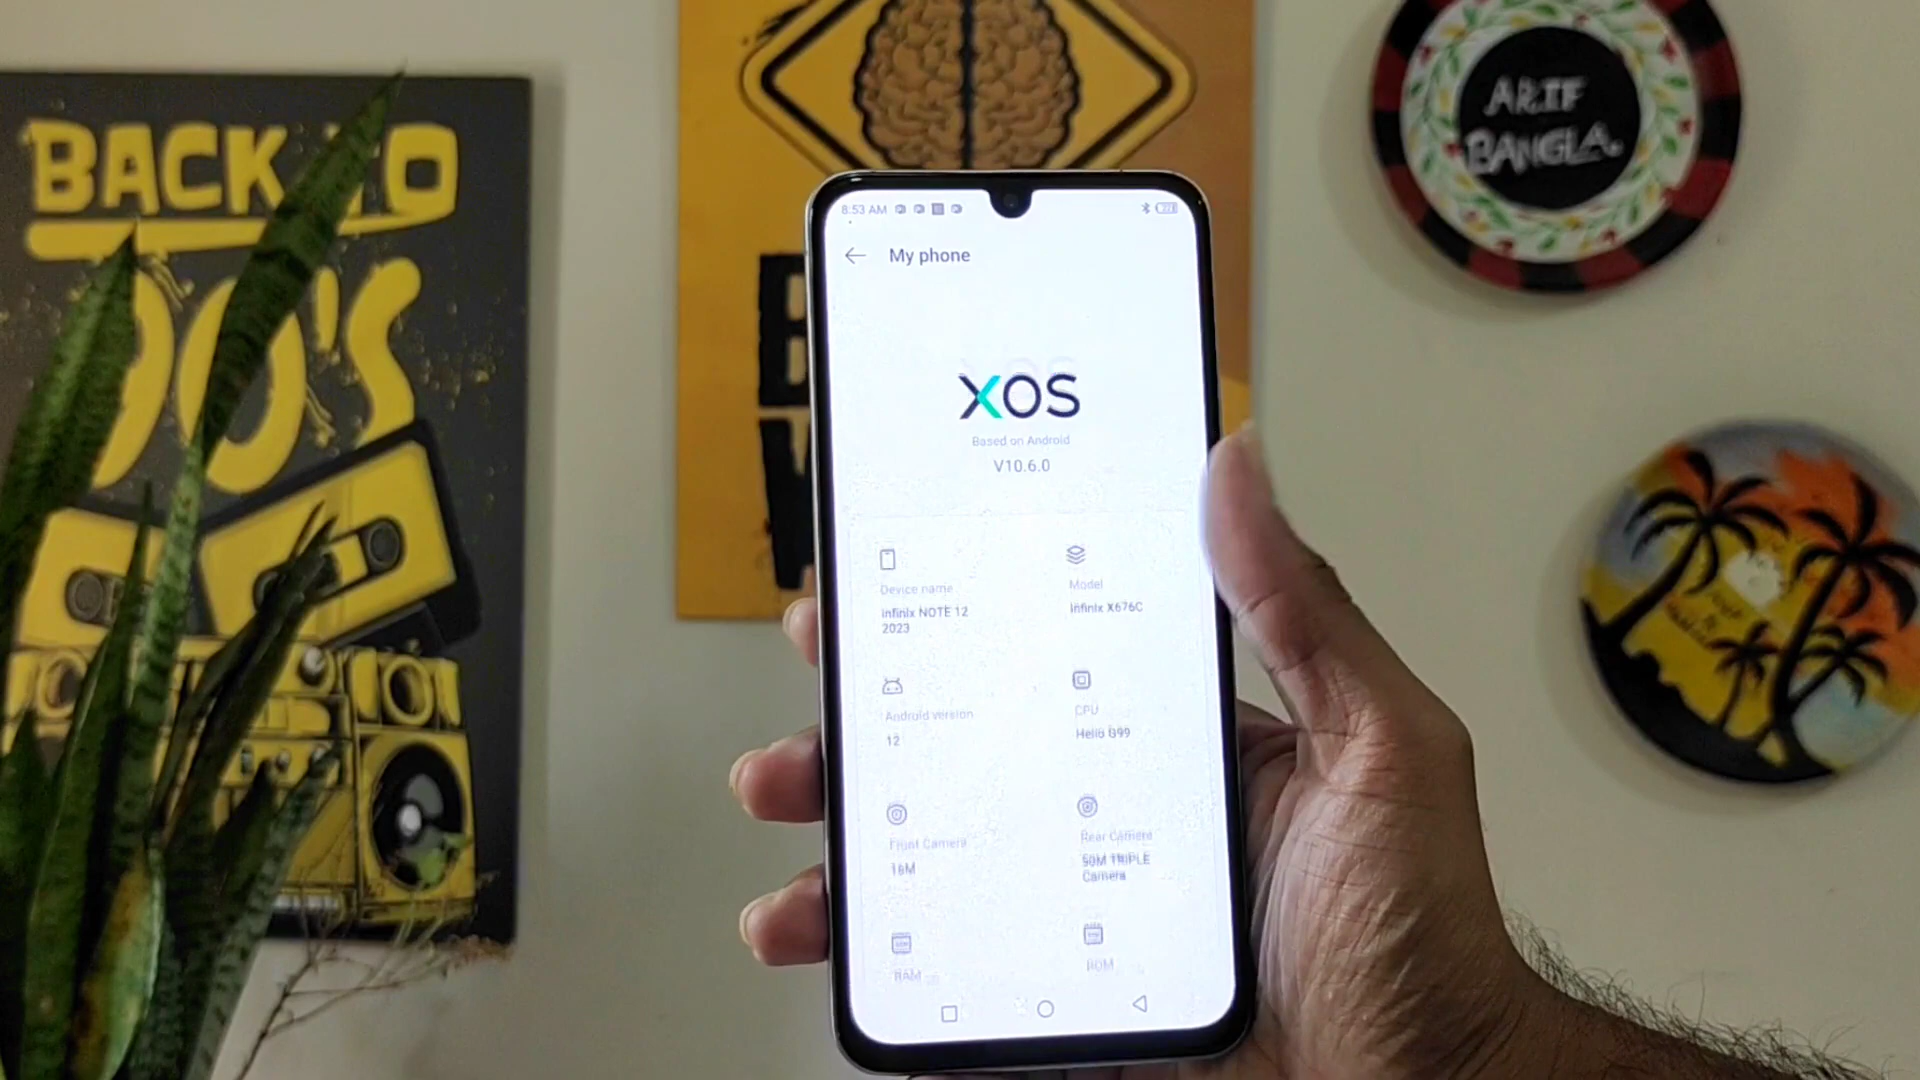 BACK TO
90'S
ARIF
BANGLA.
8:53 AM
My phone
XOS
Based on Android
V10.6.0
Device name
Infinix NOTE 12
2023
Model
Infinix X676C
Android version
12
CPU
Helio G99
Front Camera
16M
Rear Camera
50M TRIPLE
Camera
RAM
ROM